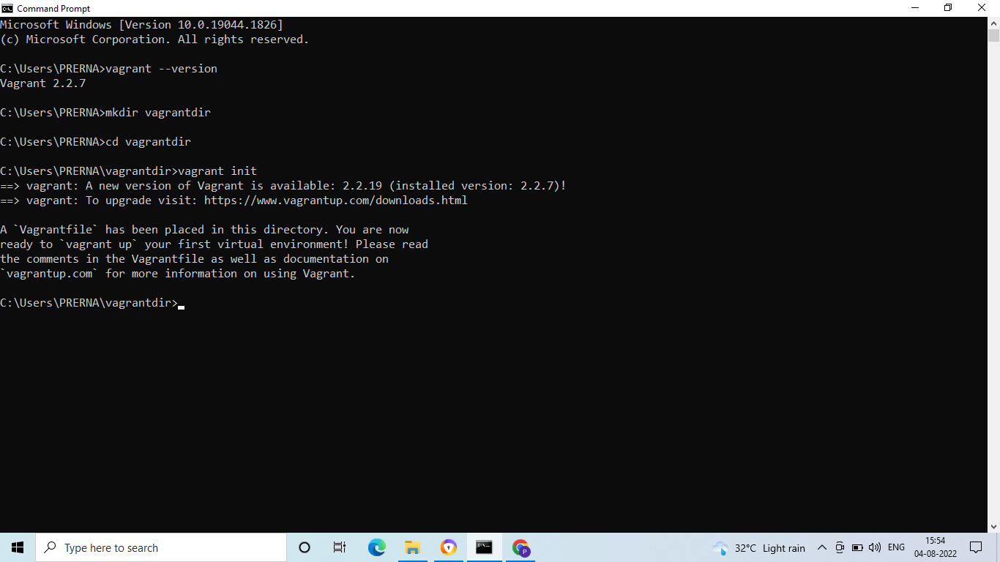 Command Prompt
Microsoft Windows [Version 10.0.19044.1826]
(c) Microsoft Corporation. All rights reserved.
C:\Users\PRERNA>vagrant --version
Vagrant 2.2.7
C:\Users\PRERNA>mkdir vagrantdir
C:\Users\PRERNA>cd vagrantdir
C:\Users\PRERNA\vagrantdir>vagrant init
==> vagrant: A new version of Vagrant is available: 2.2.19 (installed version: 2.2.7)!
==> vagrant: To upgrade visit: https://www.vagrantup.com/downloads.html
A `Vagrantfile` has been placed in this directory. You are now
ready to `vagrant up` your first virtual environment! Please read
the comments in the Vagrantfile as well as documentation on
`vagrantup.com` for more information on using Vagrant.
C:\Users\PRERNA\vagrantdir>
Type here to search
32°C Light rain
ENG
15:54
04-08-2022